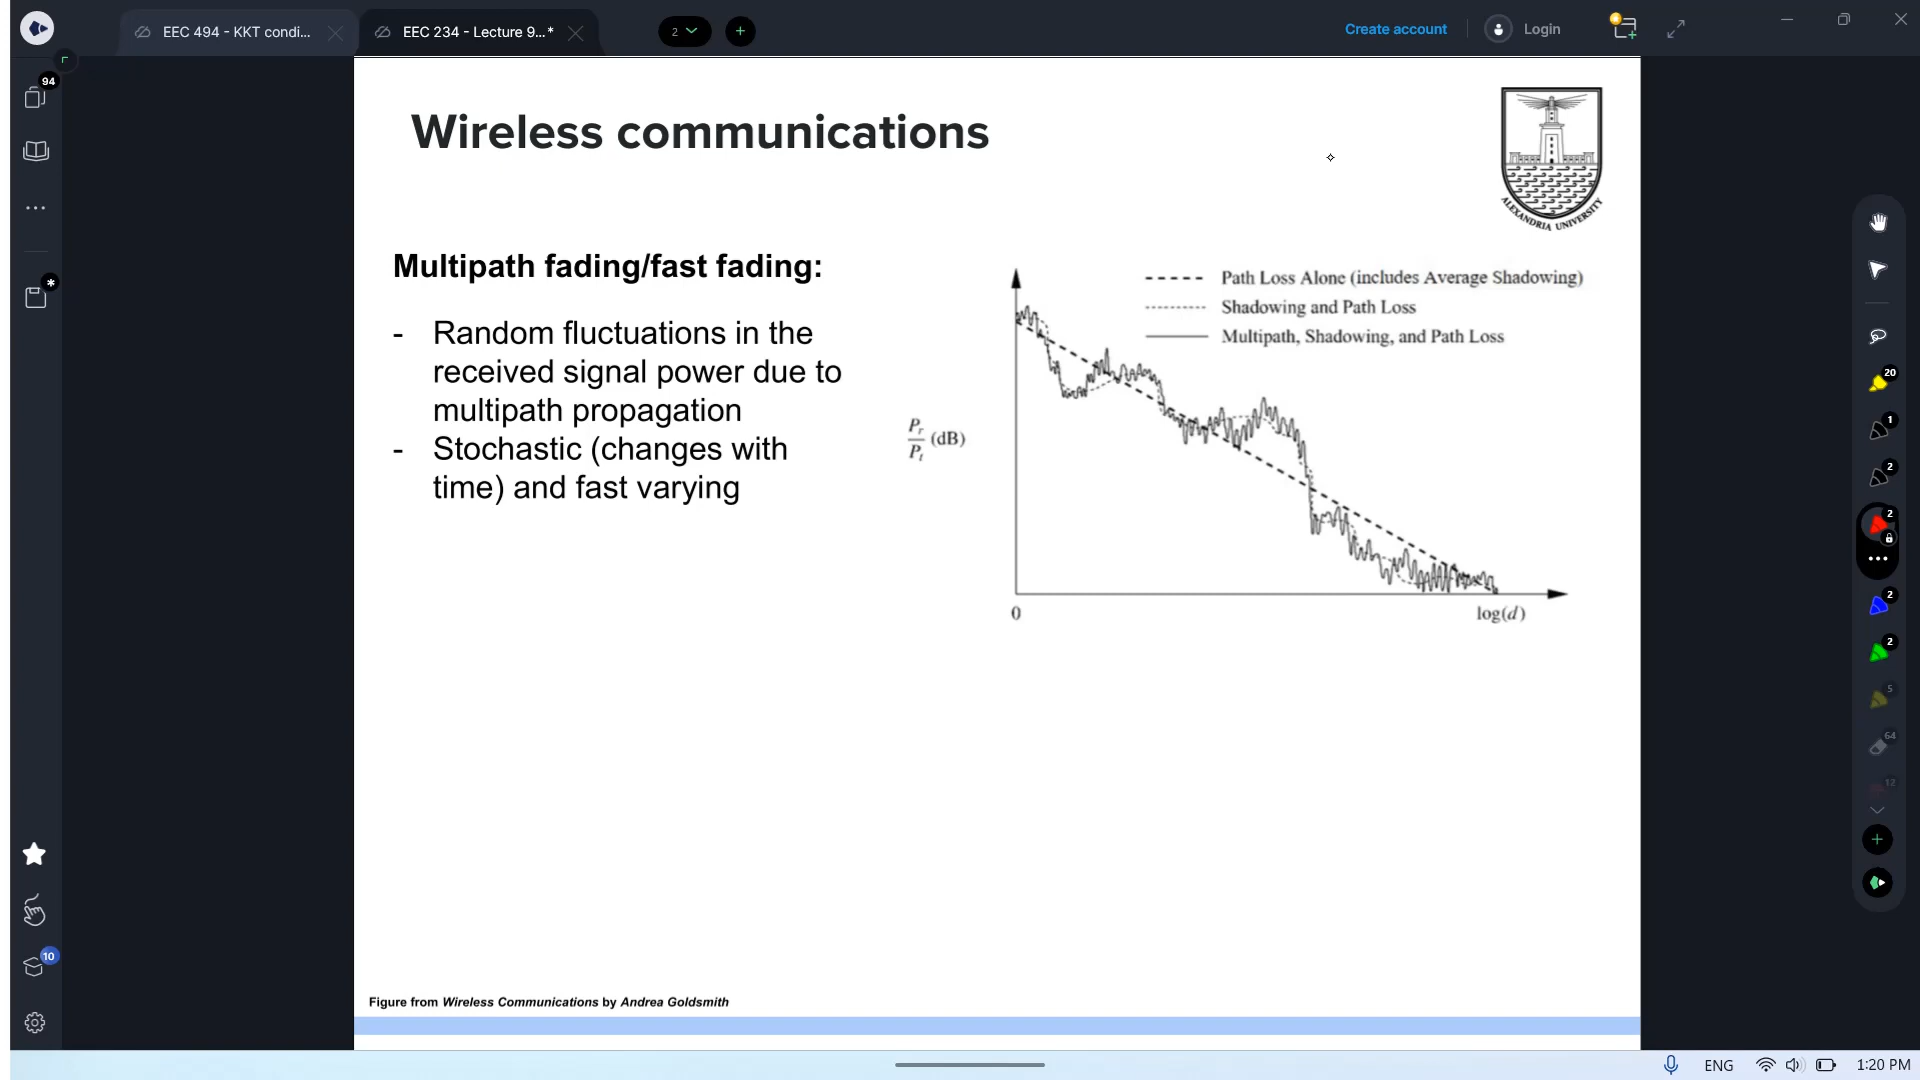 EEC 494 - KKT condi...
EEC 234 - Lecture 9...*
2
Create account
Login
94
Wireless communications
ALEXANDRIA UNIVERSITY
Multipath fading/fast fading:
- Random fluctuations in the
received signal power due to
multipath propagation
- Stochastic (changes with
time) and fast varying
Path Loss Alone (includes Average Shadowing)
Shadowing and Path Loss
Multipath, Shadowing, and Path Loss
Pr/Pt (dB)
0
log(d)
20
1
2
2
2
2
5
64
12
10
Figure from Wireless Communications by Andrea Goldsmith
ENG
1:20 PM